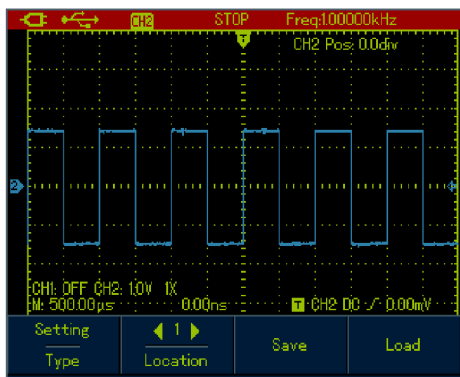 CH2 STOP Freq:1.00000kHz
T
CH2 Pos: 0.0div
2
CH1: OFF CH2: 1.0V 1X
M: 500.00μs 0.00ns T CH2 DC 0.00mV
Setting 1 Save Load
Type Location